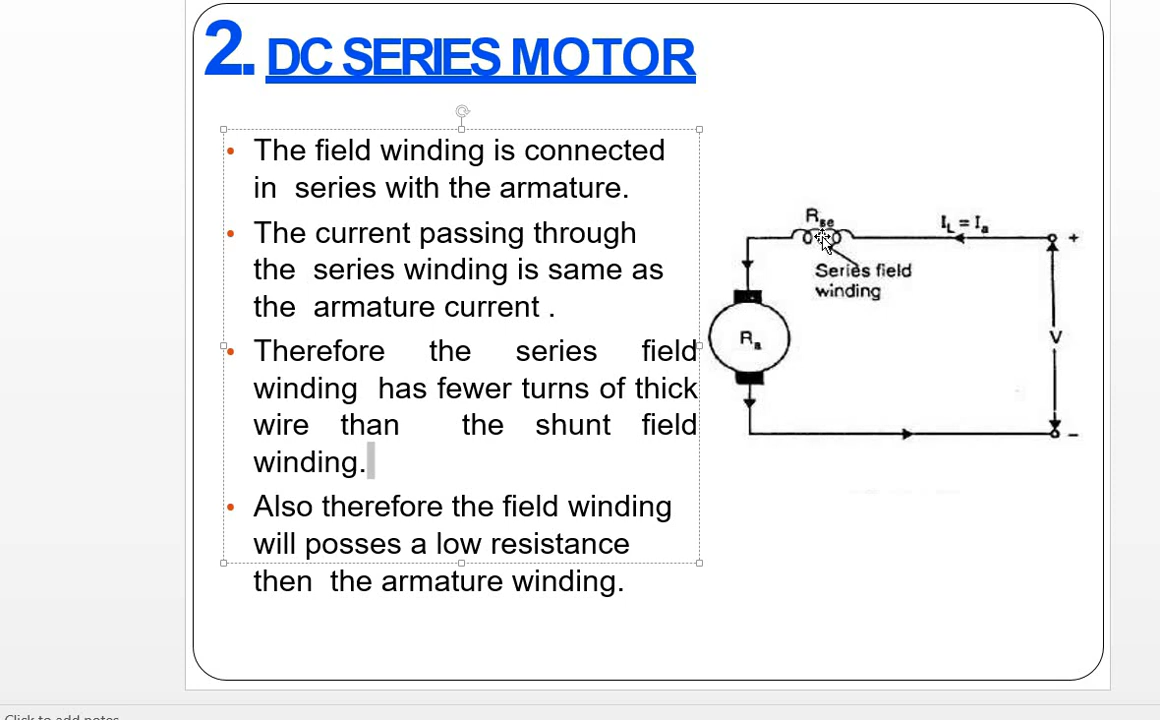 2. DC SERIES MOTOR
• The field winding is connected
in series with the armature.
• The current passing through
the series winding is same as
the armature current .
• Therefore the series field
winding has fewer turns of thick
wire than the shunt field
winding.
• Also therefore the field winding
will posses a low resistance
then the armature winding.
Rse
IL = Ia
+
Series field
winding
Ra
V
–
Click to add notes